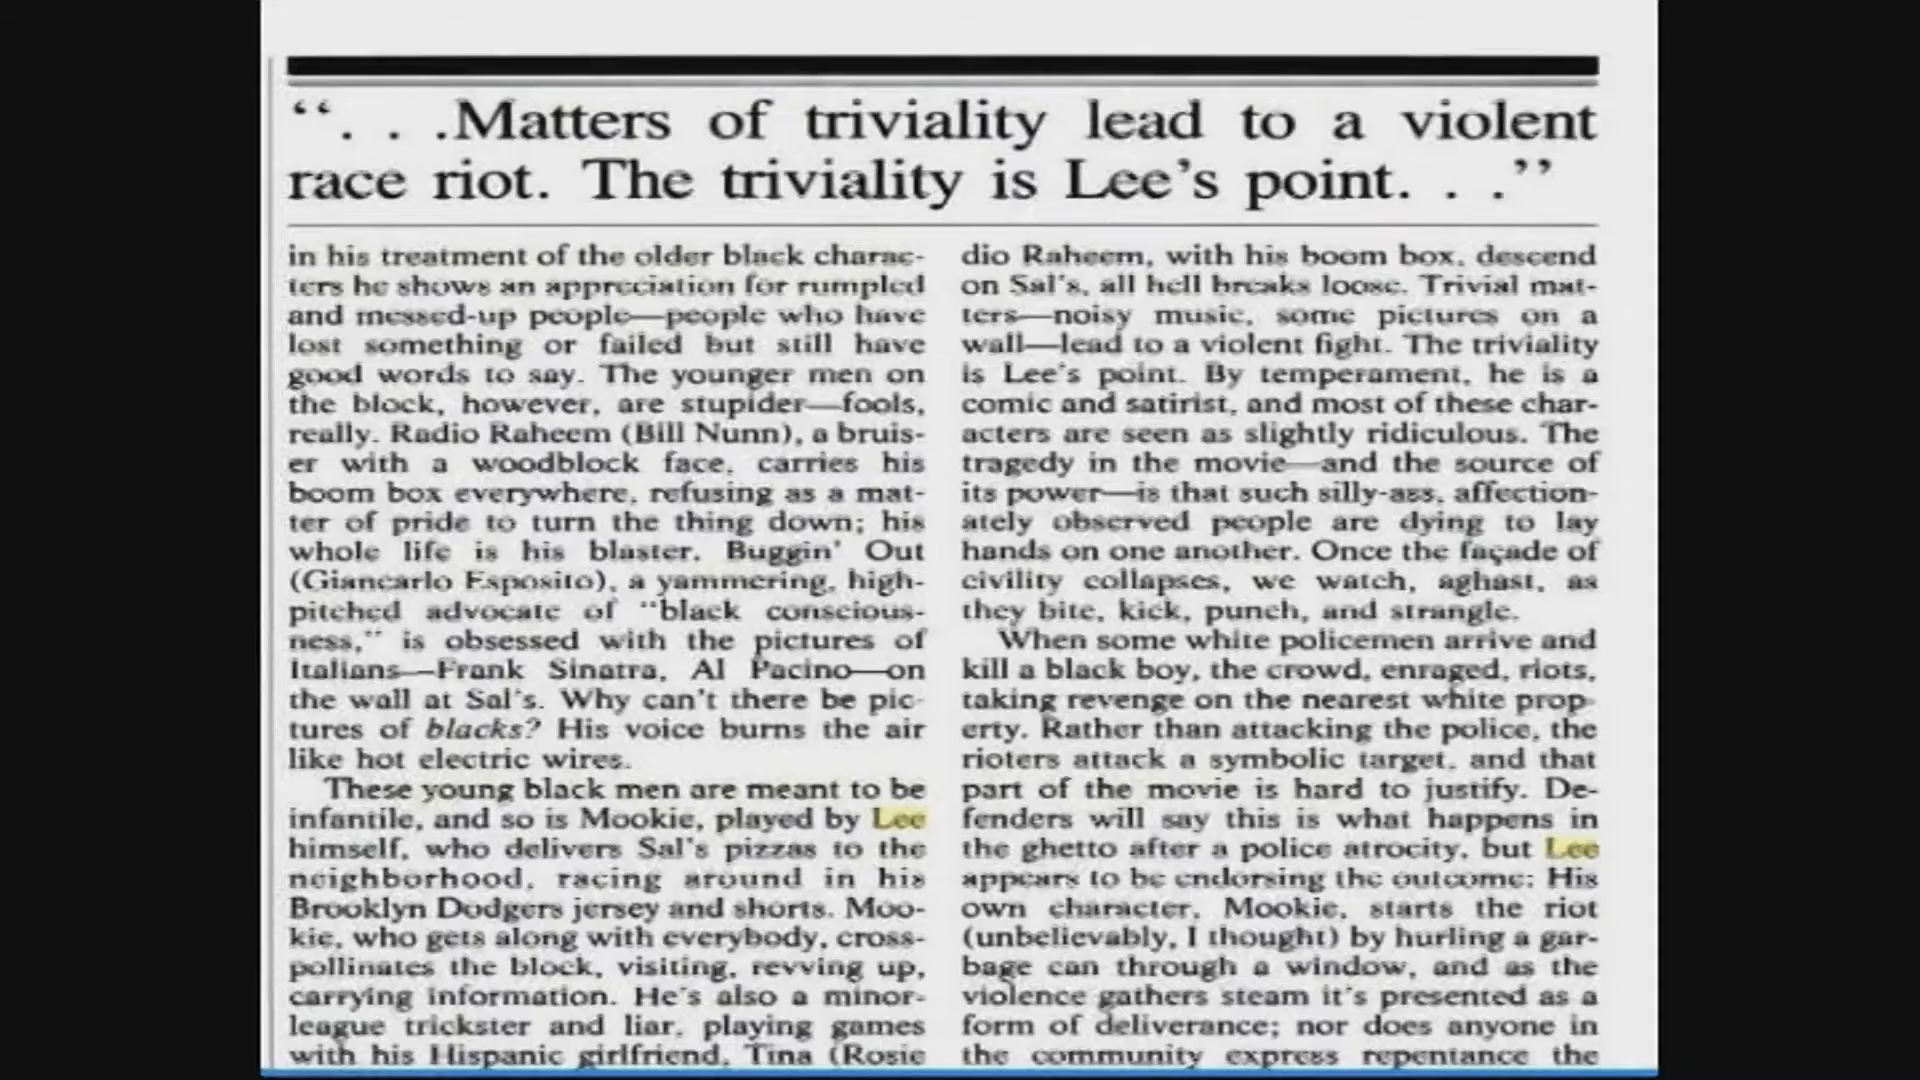 “. . .Matters of triviality lead to a violent
race riot. The triviality is Lee’s point. . .”
in his treatment of the older black charac-
ters he shows an appreciation for rumpled
and messed-up people—people who have
lost something or failed but still have
good words to say. The younger men on
the block, however, are stupider—fools,
really. Radio Raheem (Bill Nunn), a bruis-
er with a woodblock face, carries his
boom box everywhere, refusing as a mat-
ter of pride to turn the thing down; his
whole life is his blaster. Buggin’ Out
(Giancarlo Esposito), a yammering, high-
pitched advocate of “black conscious-
ness,” is obsessed with the pictures of
Italians—Frank Sinatra, Al Pacino—on
the wall at Sal’s. Why can’t there be pic-
tures of blacks? His voice burns the air
like hot electric wires.
These young black men are meant to be
infantile, and so is Mookie, played by Lee
himself, who delivers Sal’s pizzas to the
neighborhood, racing around in his
Brooklyn Dodgers jersey and shorts. Moo-
kie, who gets along with everybody, cross-
pollinates the block, visiting, revving up,
carrying information. He’s also a minor-
league trickster and liar, playing games
with his Hispanic girlfriend, Tina (Rosie
dio Raheem, with his boom box, descend
on Sal’s, all hell breaks loose. Trivial mat-
ters—noisy music, some pictures on a
wall—lead to a violent fight. The triviality
is Lee’s point. By temperament, he is a
comic and satirist, and most of these char-
acters are seen as slightly ridiculous. The
tragedy in the movie—and the source of
its power—is that such silly-ass, affection-
ately observed people are dying to lay
hands on one another. Once the façade of
civility collapses, we watch, aghast, as
they bite, kick, punch, and strangle.
When some white policemen arrive and
kill a black boy, the crowd, enraged, riots,
taking revenge on the nearest white prop-
erty. Rather than attacking the police, the
rioters attack a symbolic target, and that
part of the movie is hard to justify. De-
fenders will say this is what happens in
the ghetto after a police atrocity, but Lee
appears to be endorsing the outcome: His
own character, Mookie, starts the riot
(unbelievably, I thought) by hurling a gar-
bage can through a window, and as the
violence gathers steam it’s presented as a
form of deliverance; nor does anyone in
the community express repentance the